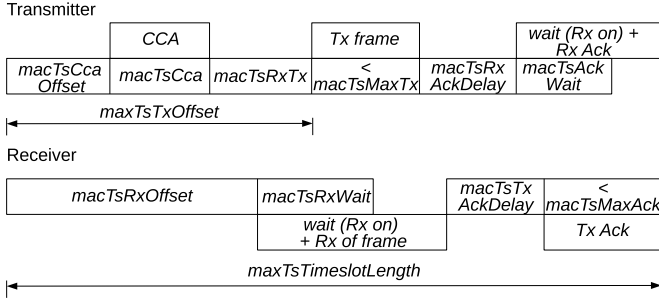 Transmitter
CCA
Tx frame
wait (Rx on) +
Rx Ack
macTsCca
Offset
macTsCca
macTsRxTx
<
macTsMaxTx
macTsRx
AckDelay
macTsAck
Wait
maxTsTxOffset
Receiver
macTsRxOffset
macTsRxWait
macTsTx
AckDelay
<
macTsMaxAck
wait (Rx on)
+ Rx of frame
Tx Ack
maxTsTimeslotLength